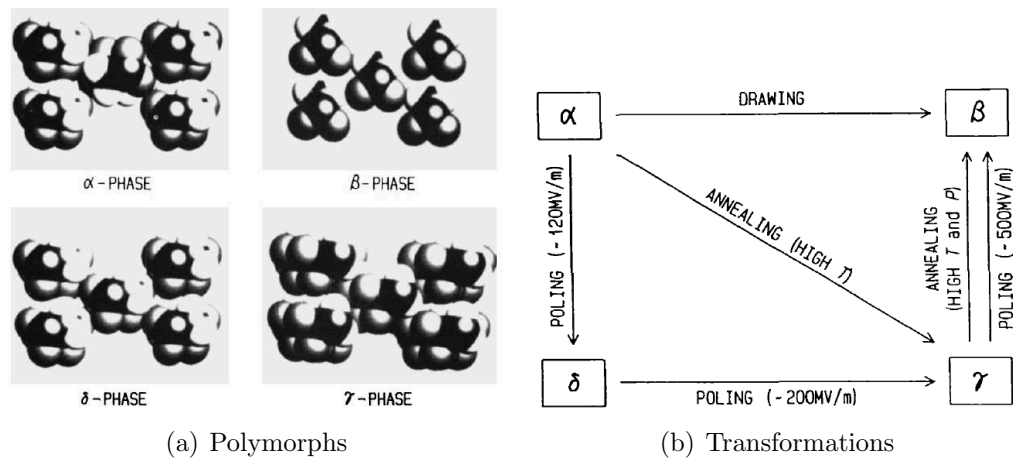 α-PHASE
β-PHASE
δ-PHASE
γ-PHASE
(a) Polymorphs
α
DRAWING
β
POLING (~120MV/m)
ANNEALING (HIGH T)
ANNEALING
(HIGH T and P)
POLING (~500MV/m)
δ
POLING (~200MV/m)
γ
(b) Transformations